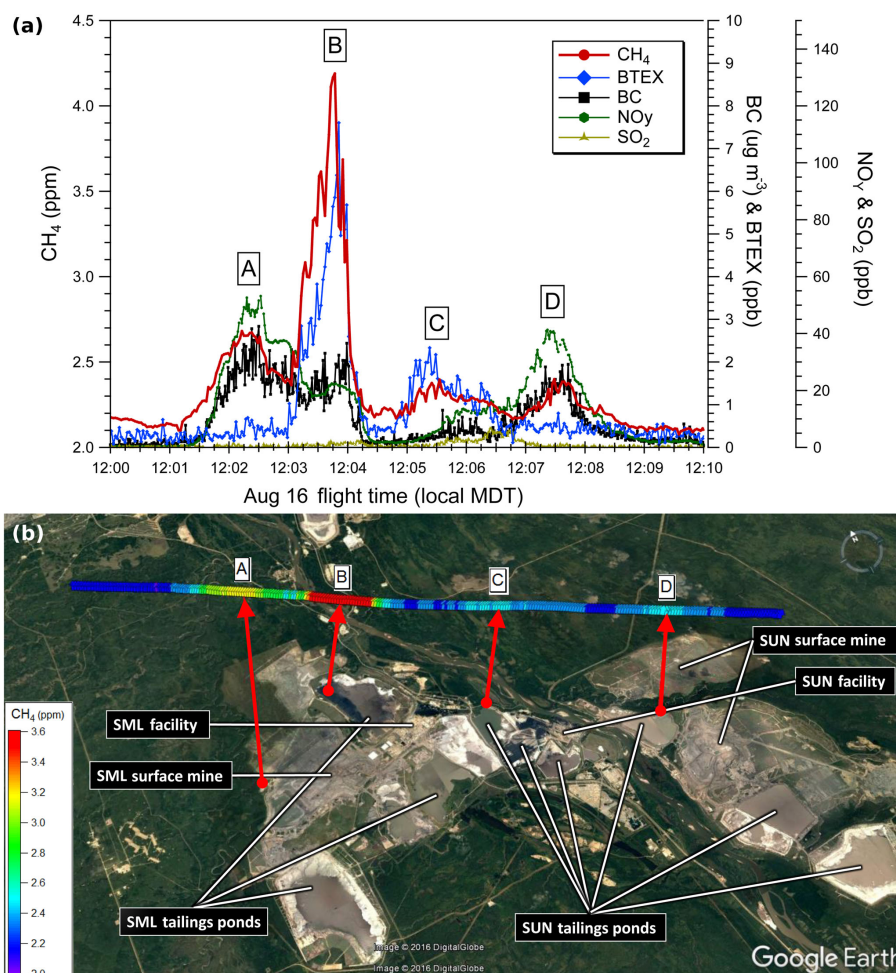 (a)
4.5
4.0
3.5
3.0
2.5
2.0
CH4 (ppm)
A
B
C
D
CH4
BTEX
BC
NOy
SO2
10
9
8
7
6
5
4
3
2
1
0
BC (ug m-3) & BTEX (ppb)
140
120
100
80
60
40
20
0
NOY & SO2 (ppb)
12:00 12:01 12:02 12:03 12:04 12:05 12:06 12:07 12:08 12:09 12:10
Aug 16 flight time (local MDT)
(b)
A
B
C
D
SUN surface mine
SUN facility
SML facility
SML surface mine
SML tailings ponds
SUN tailings ponds
CH4 (ppm)
3.6
3.4
3.2
3.0
2.8
2.6
2.4
2.2
2.0
Image © 2016 DigitalGlobe
Image © 2016 DigitalGlobe
Google Earth